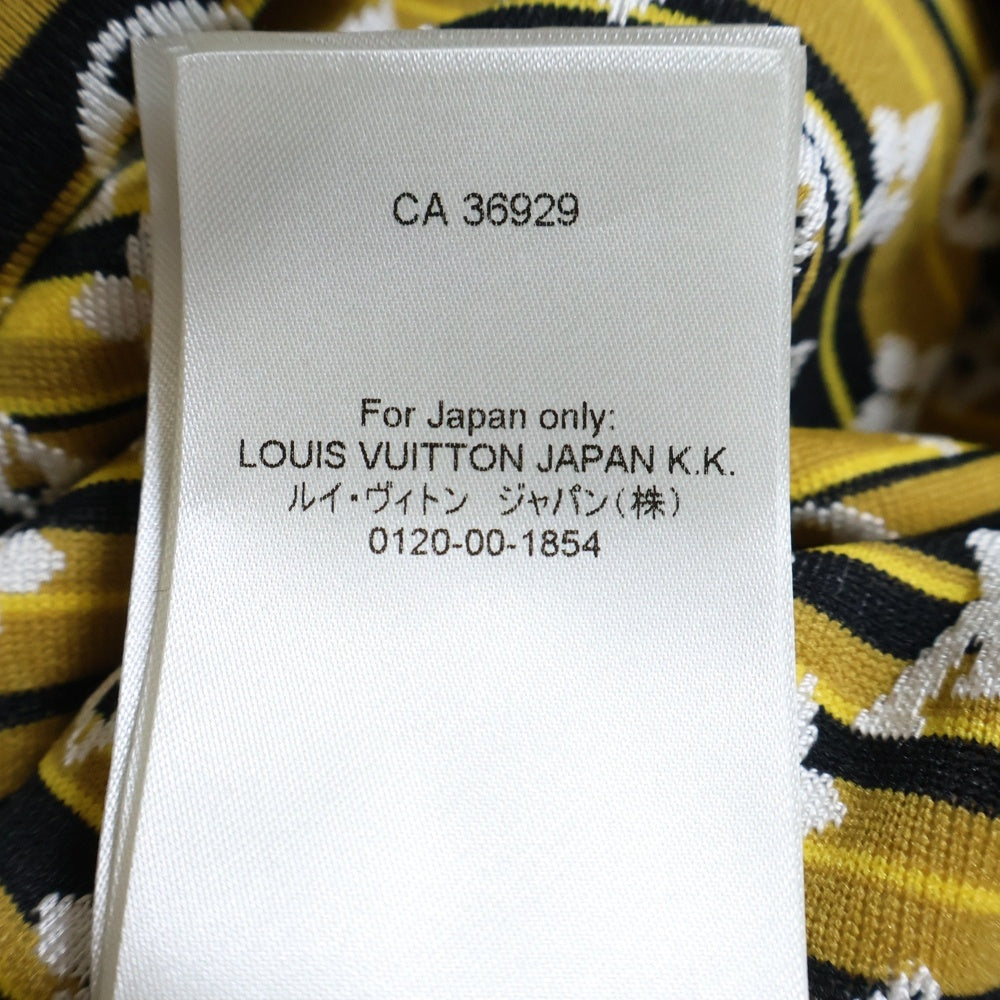 CA 36929
For Japan only:
LOUIS VUITTON JAPAN K.K.
ルイ・ヴィトン　ジャパン（株）
0120-00-1854